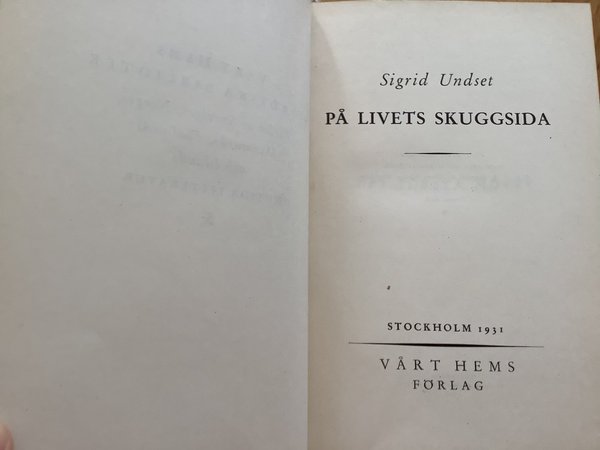 Sigrid Undset
PÅ LIVETS SKUGGSIDA
STOCKHOLM 1931
VÅRT HEMS
FÖRLAG